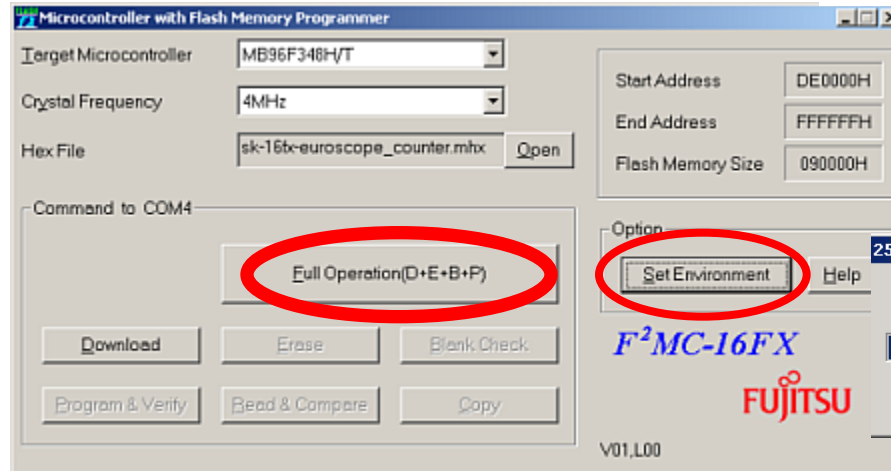 Microcontroller with Flash Memory Programmer
Target Microcontroller
MB96F348H/T
Crystal Frequency
4MHz
Hex File
sk-16fx-euroscope_counter.mhx
Open
Start Address
DE0000H
End Address
FFFFFFH
Flash Memory Size
090000H
Command to COM4
Full Operation(D+E+B+P)
Download
Erase
Blank Check
Program & Verify
Read & Compare
Copy
Option
Set Environment
Help
25
F²MC-16FX
FUJITSU
V01,L00